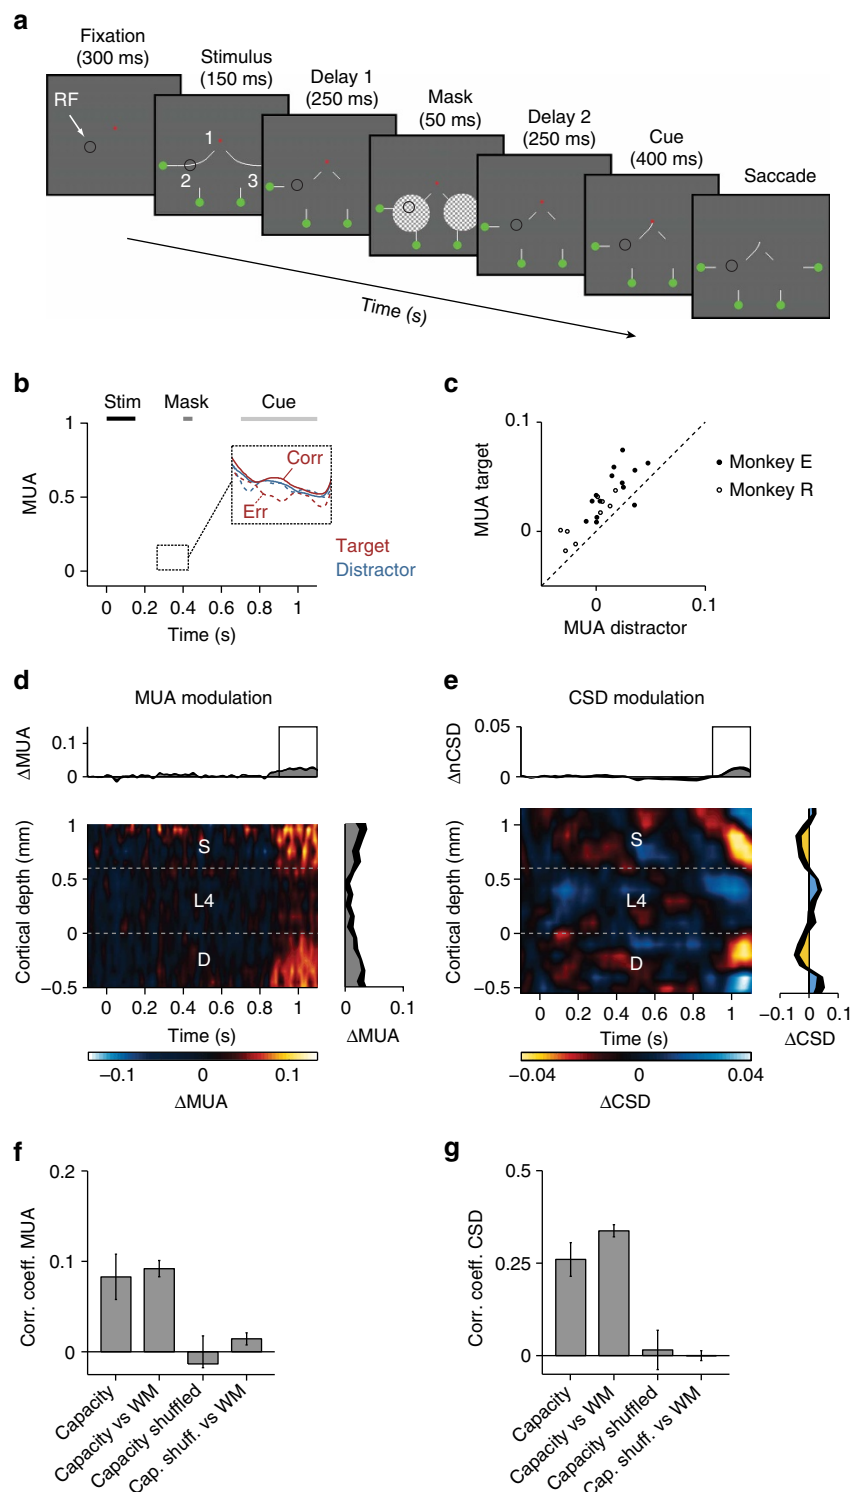 a
Fixation
(300 ms)
Stimulus
(150 ms)
Delay 1
(250 ms)
Mask
(50 ms)
Delay 2
(250 ms)
Cue
(400 ms)
Saccade
RF
1
2
3
Time (s)
b
Stim
Mask
Cue
1
0.5
0
MUA
Corr
Err
Target
Distractor
0
0.2
0.4
0.6
0.8
1
Time (s)
c
0.1
0
MUA target
Monkey E
Monkey R
0
0.1
MUA distractor
d
MUA modulation
ΔMUA
0.1
0
Cortical depth (mm)
1
0.5
0
−0.5
S
L4
D
0
0.2
0.4
0.6
0.8
1
Time (s)
0
0.1
ΔMUA
−0.1
0
0.1
ΔMUA
e
CSD modulation
ΔnCSD
0.05
0
Cortical depth (mm)
1
0.5
0
−0.5
S
L4
D
0
0.2
0.4
0.6
0.8
1
Time (s)
−0.1
0
0.1
ΔCSD
−0.04
0
0.04
ΔCSD
f
Corr. coeff. MUA
0.2
0.1
0
Capacity
Capacity vs WM
Capacity shuffled
Cap. shuff. vs WM
g
Corr. coeff. CSD
0.5
0.25
0
Capacity
Capacity vs WM
Capacity shuffled
Cap. shuff. vs WM